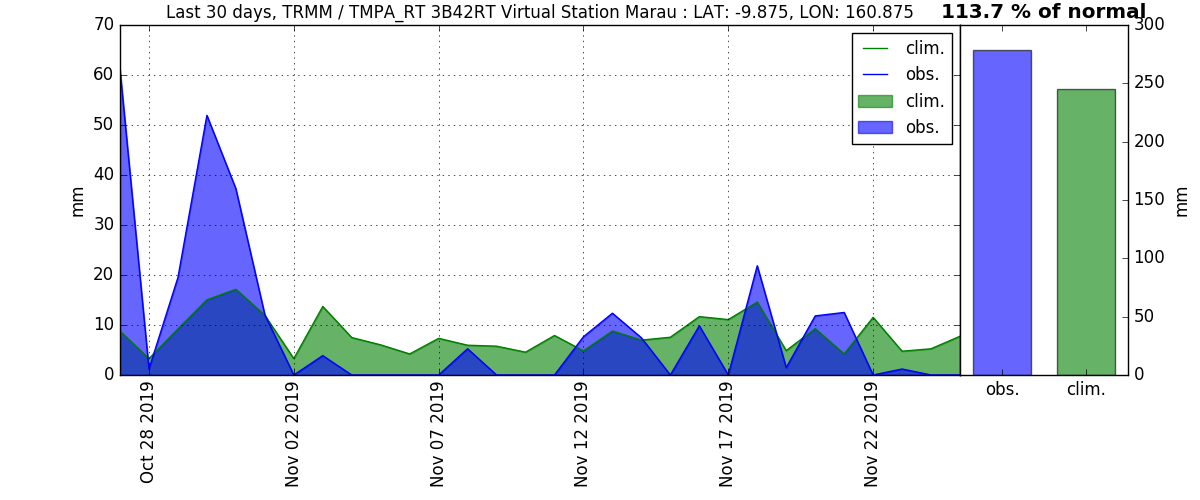 Last 30 days, TRMM / TMPA_RT 3B42RT Virtual Station Marau : LAT: -9.875, LON: 160.875
113.7 % of normal
70
60
50
40
30
20
10
0
mm
clim.
obs.
clim.
obs.
Oct 28 2019
Nov 02 2019
Nov 07 2019
Nov 12 2019
Nov 17 2019
Nov 22 2019
300
250
200
150
100
50
0
mm
obs.
clim.